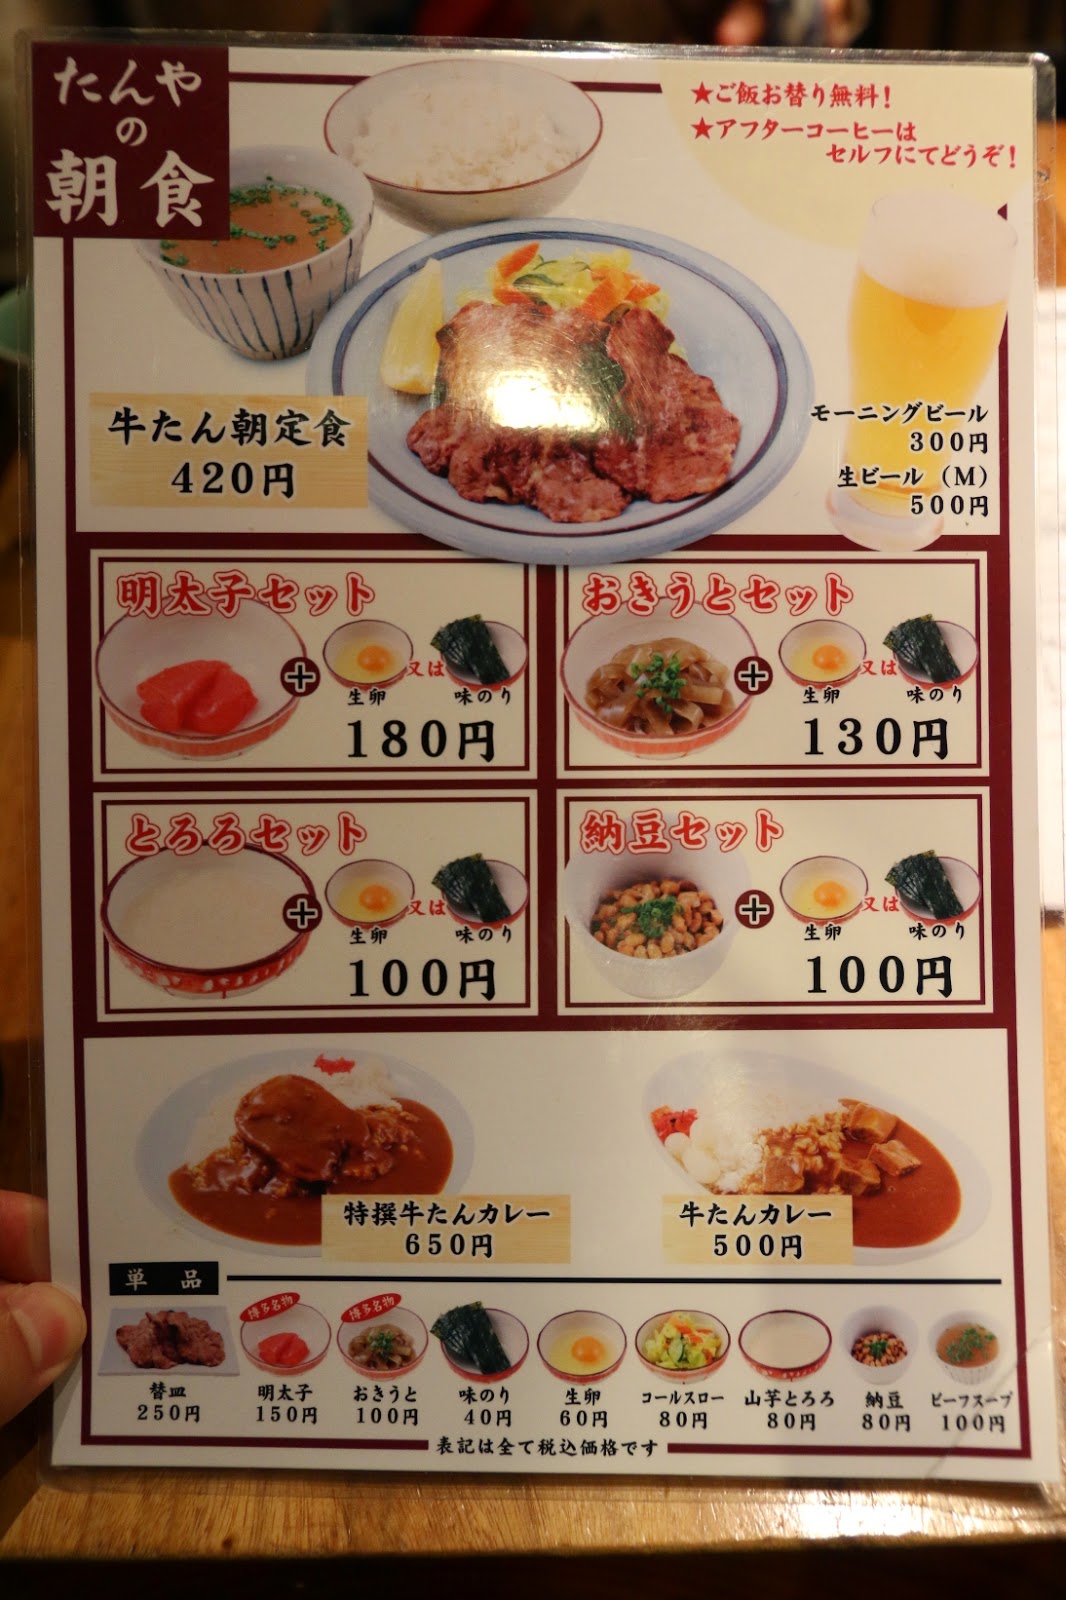 たんや
の
朝食
★ご飯お替り無料!
★アフターコーヒーは
セルフにてどうぞ!
牛たん朝定食
420円
モーニングビール
300円
生ビール（M）
500円
明太子セット
+
又は
生卵
味のり
180円
おきうとセット
+
又は
生卵
味のり
130円
とろろセット
+
又は
生卵
味のり
100円
納豆セット
+
又は
生卵
味のり
100円
特撰牛たんカレー
650円
牛たんカレー
500円
単品
博多名物
博多名物
替皿
250円
明太子
150円
おきうと
100円
味のり
40円
生卵
60円
コールスロー
80円
山芋とろろ
80円
納豆
80円
ビーフスープ
100円
表記は全て税込価格です